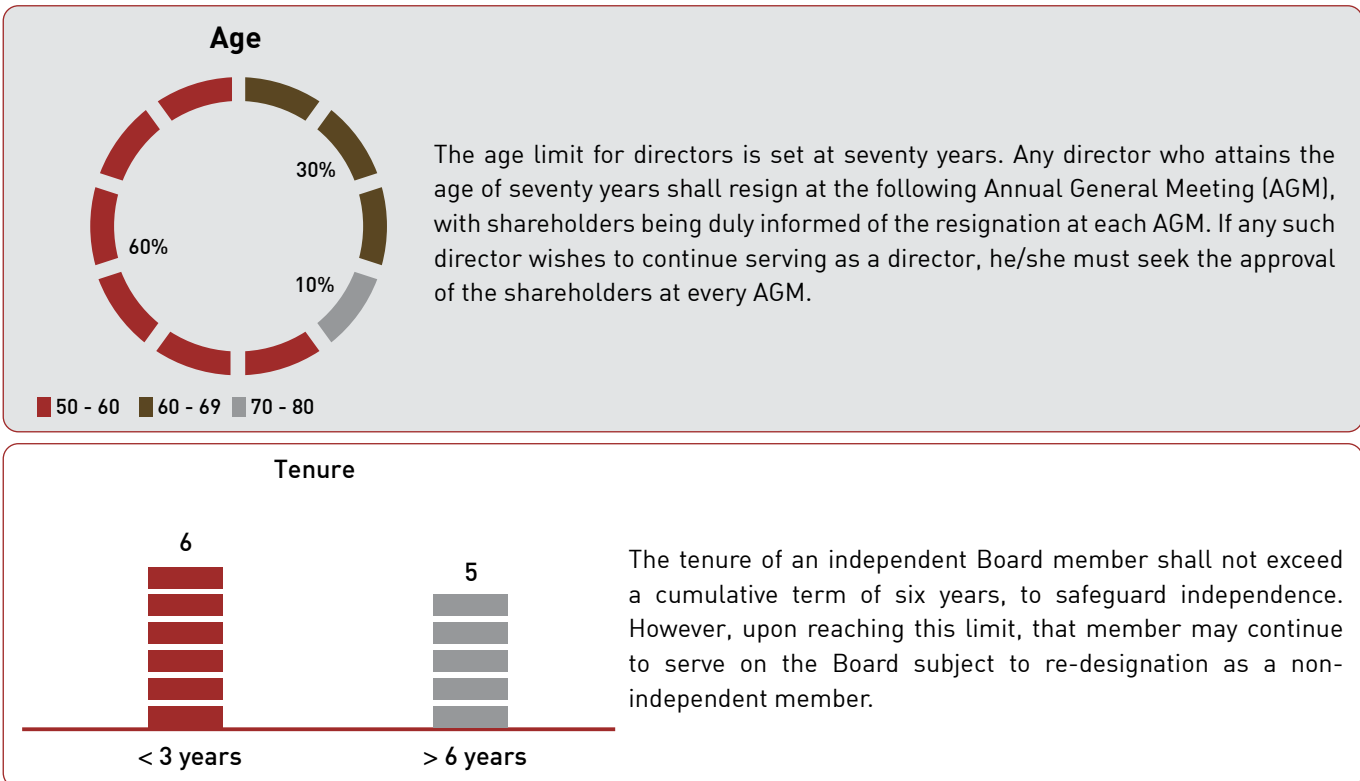 Age
30%
60%
10%
50 - 60 60 - 69 70 - 80
The age limit for directors is set at seventy years. Any director who attains the
age of seventy years shall resign at the following Annual General Meeting (AGM),
with shareholders being duly informed of the resignation at each AGM. If any such
director wishes to continue serving as a director, he/she must seek the approval
of the shareholders at every AGM.
Tenure
6
5
< 3 years
> 6 years
The tenure of an independent Board member shall not exceed
a cumulative term of six years, to safeguard independence.
However, upon reaching this limit, that member may continue
to serve on the Board subject to re-designation as a non-
independent member.